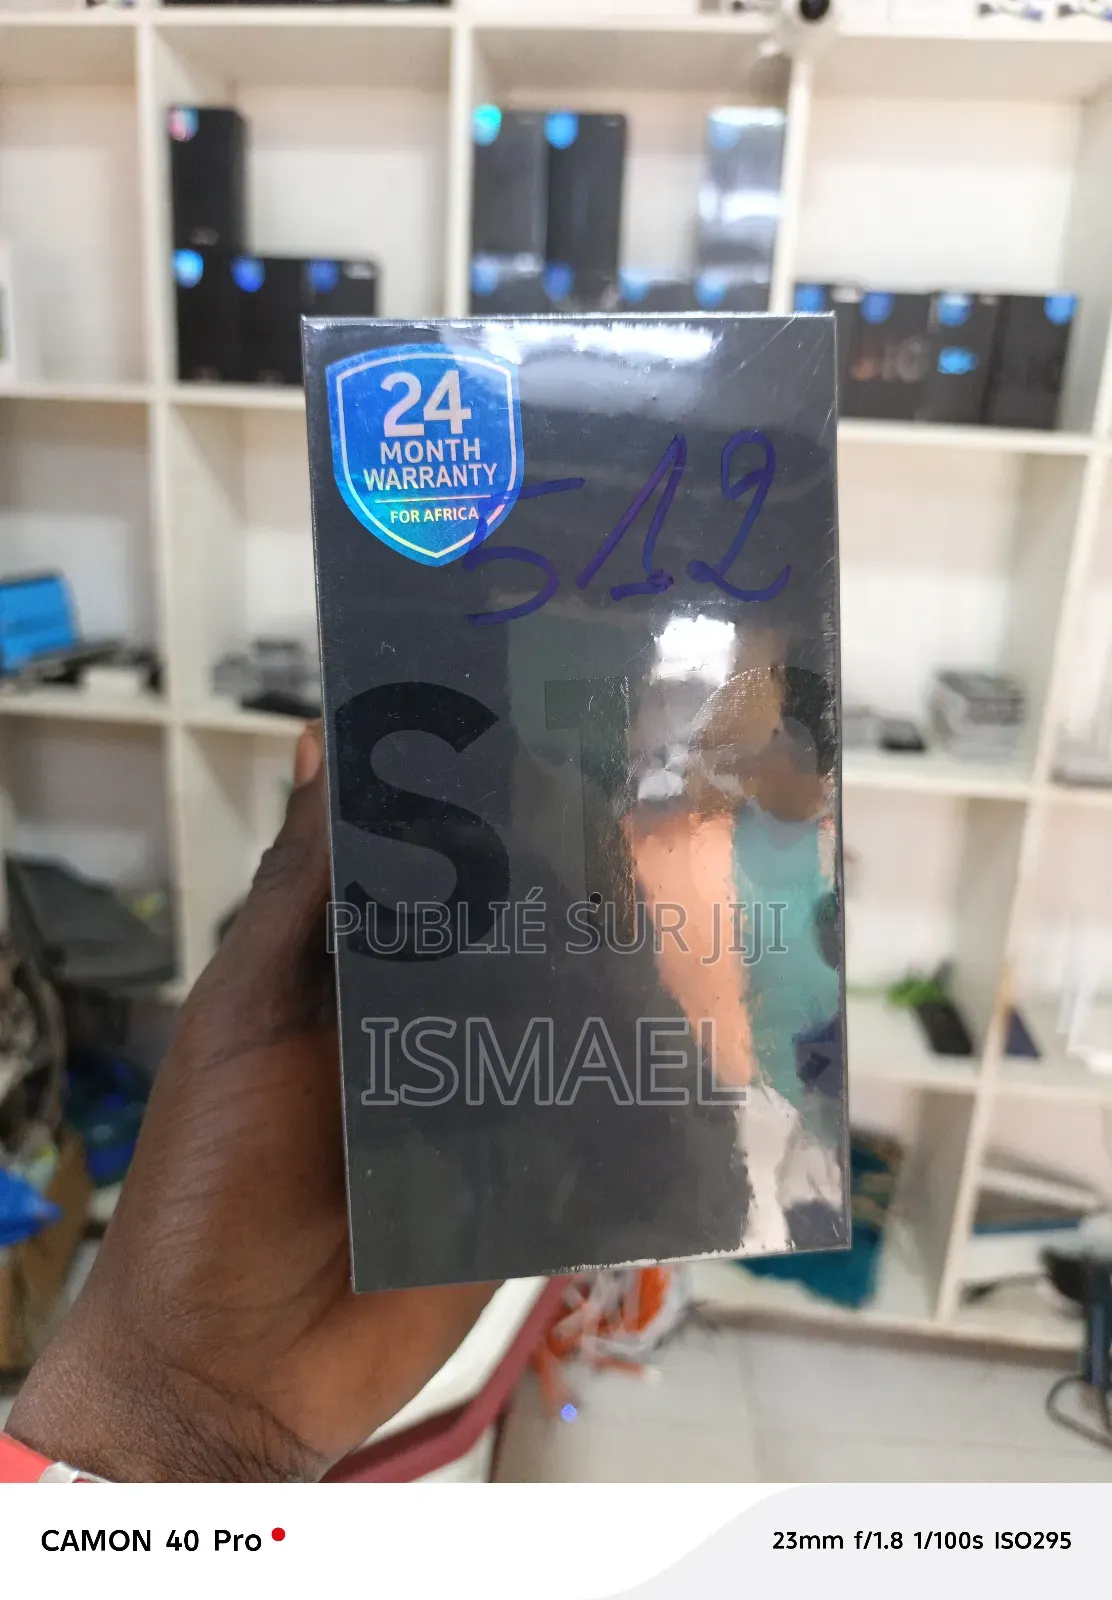 24
MONTH
WARRANTY
FOR AFRICA
512
S10
PUBLIÉ SUR JIJI
ISMAEL
CAMON 40 Pro
23mm f/1.8 1/100s ISO295